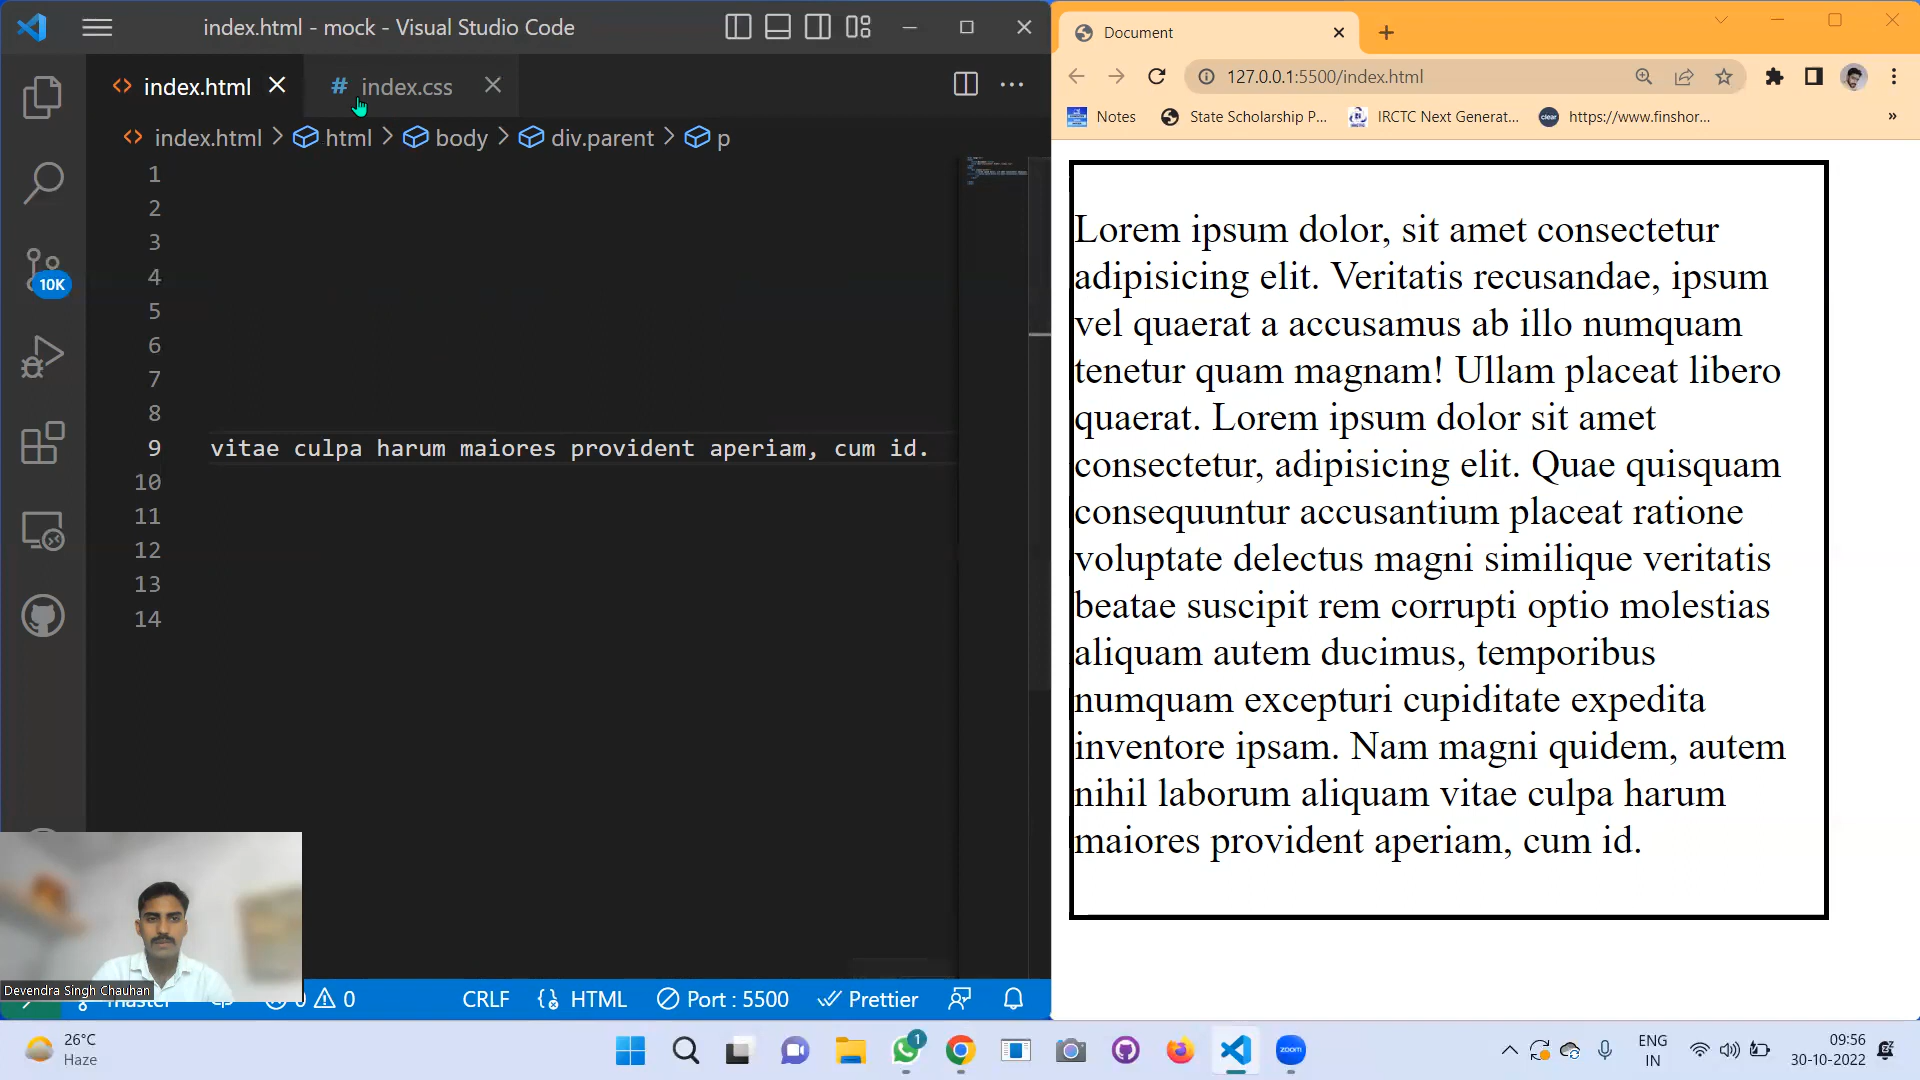 index.html - mock - Visual Studio Code
index.html
# index.css
index.html > html > body > div.parent > p
1
2
3
4
5
6
7
8
9 vitae culpa harum maiores provident aperiam, cum id.
10
11
12
13
14
10K
Devendra Singh Chauhan
0 0
CRLF
HTML
Port : 5500
Prettier
Document
127.0.0.1:5500/index.html
Notes
State Scholarship P...
IRCTC Next Generat...
clear
https://www.finshor...
»
Lorem ipsum dolor, sit amet consectetur
adipisicing elit. Veritatis recusandae, ipsum
vel quaerat a accusamus ab illo numquam
tenetur quam magnam! Ullam placeat libero
quaerat. Lorem ipsum dolor sit amet
consectetur, adipisicing elit. Quae quisquam
consequuntur accusantium placeat ratione
voluptate delectus magni similique veritatis
beatae suscipit rem corrupti optio molestias
aliquam autem ducimus, temporibus
numquam excepturi cupiditate expedita
inventore ipsam. Nam magni quidem, autem
nihil laborum aliquam vitae culpa harum
maiores provident aperiam, cum id.
26°C
Haze
1
zoom
ENG
IN
09:56
30-10-2022